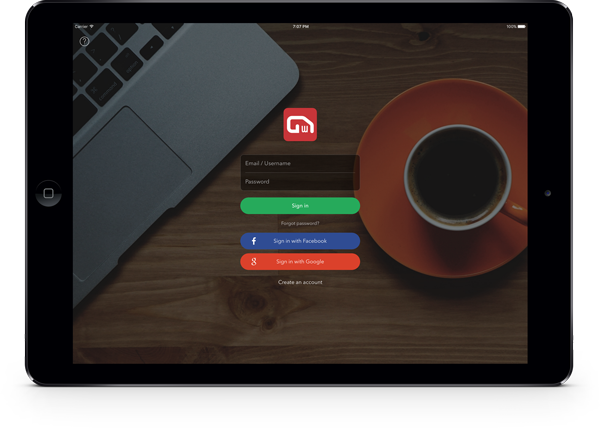 Carrier
7:07 PM
100%
?
GW
Email / Username
Password
Sign in
Forgot password?
f
Sign in with Facebook
g
Sign in with Google
Create an account